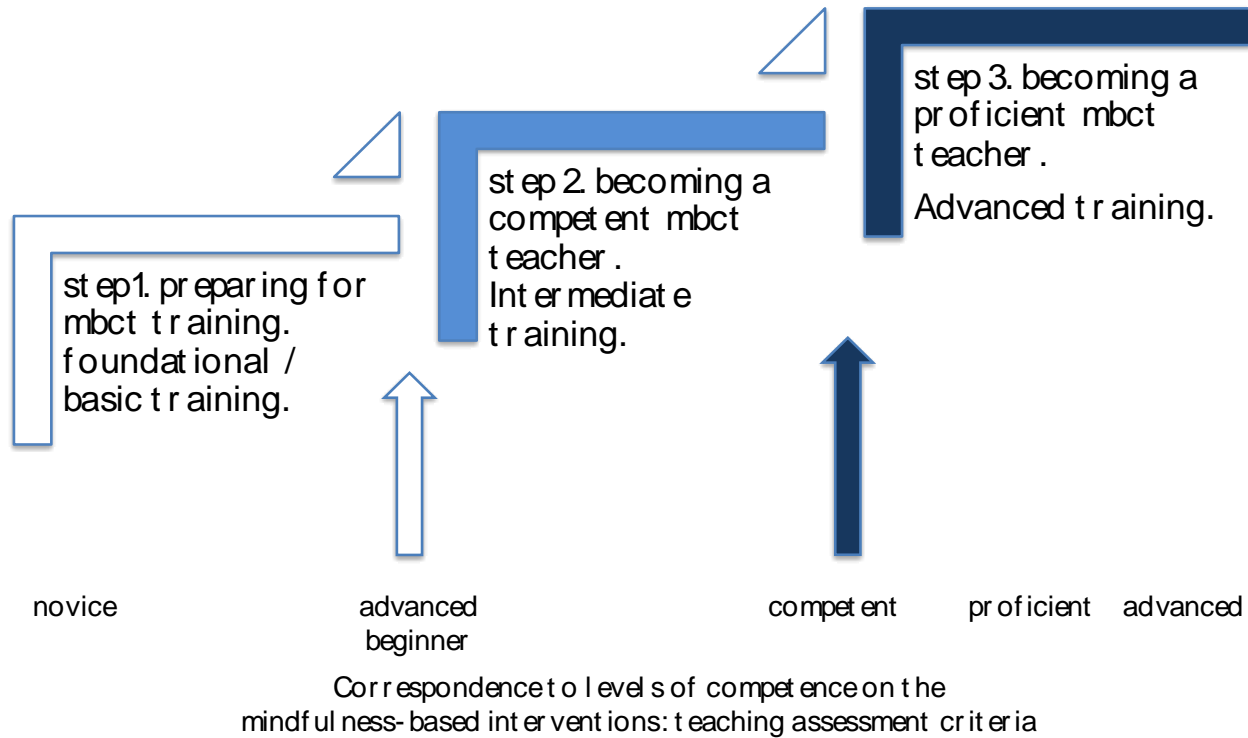 step1. preparing for
mbct training.
foundational /
basic training.
step 2. becoming a
competent mbct
teacher.
Intermediate
training.
step 3. becoming a
proficient mbct
teacher.
Advanced training.
novice
advanced
beginner
competent
proficient
advanced
Correspondence to levels of competence on the
mindfulness-based interventions: teaching assessment criteria